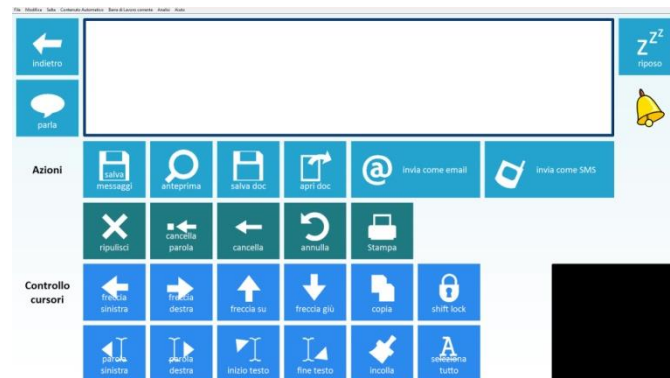 File Modifica Salta Contenuto Automatico Barra di Lavoro corrente Analisi Aiuto
indietro
ZZZ
riposo
parla
Azioni
salva messaggi
anteprima
salva doc
apri doc
@ invia come email
invia come SMS
ripulisci
cancella parola
cancella
annulla
Stampa
Controllo cursori
freccia sinistra
freccia destra
freccia su
freccia giù
copia
shift lock
parola sinistra
parola destra
inizio testo
fine testo
incolla
A
seleziona tutto